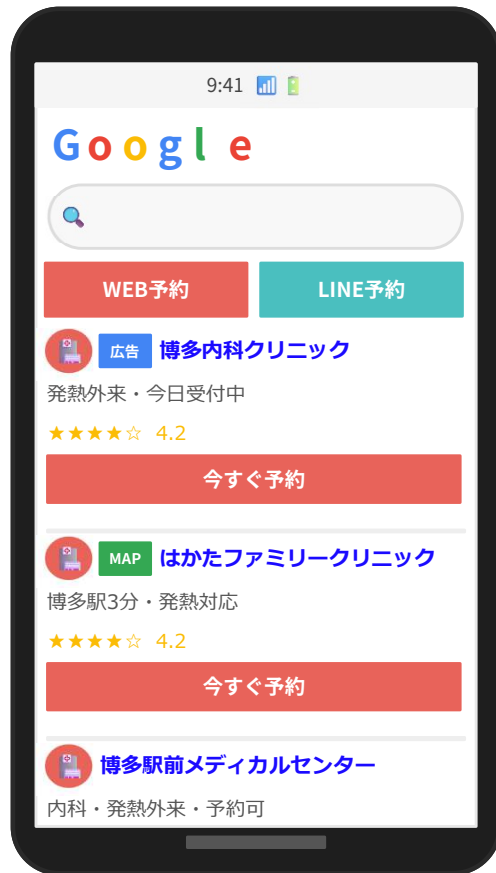 9:41
Google
WEB予約 LINE予約
広告 博多内科クリニック
発熱外来・今日受付中
★★★★☆ 4.2
今すぐ予約
MAP はかたファミリークリニック
博多駅3分・発熱対応
★★★★☆ 4.2
今すぐ予約
博多駅前メディカルセンター
内科・発熱外来・予約可